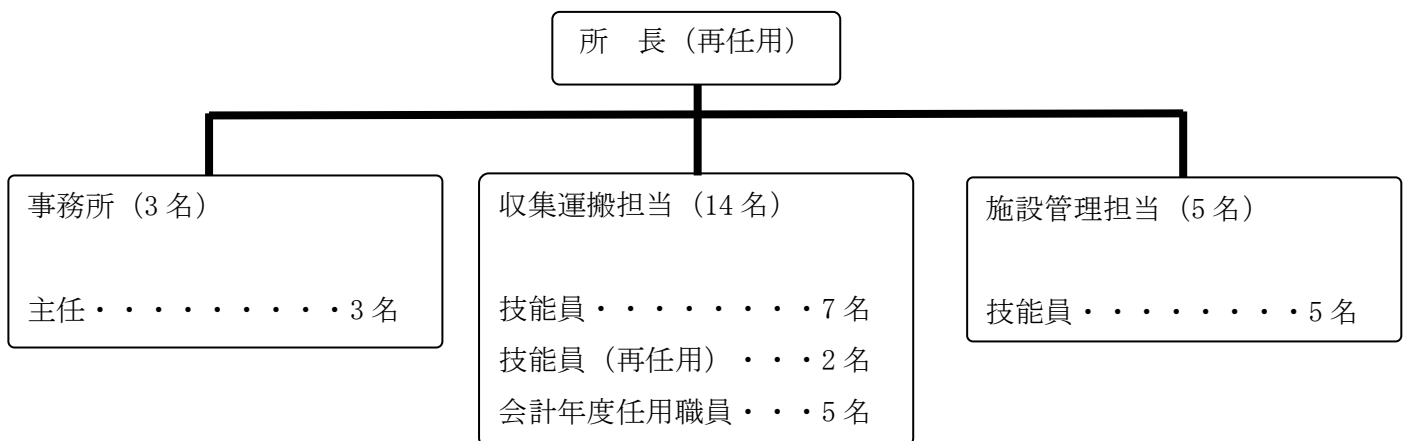 所　長（再任用）
事務所（3名）
主任・・・・・・・・・3名
収集運搬担当（14名）
技能員・・・・・・・・7名
技能員（再任用）・・・2名
会計年度任用職員・・・5名
施設管理担当（5名）
技能員・・・・・・・・5名